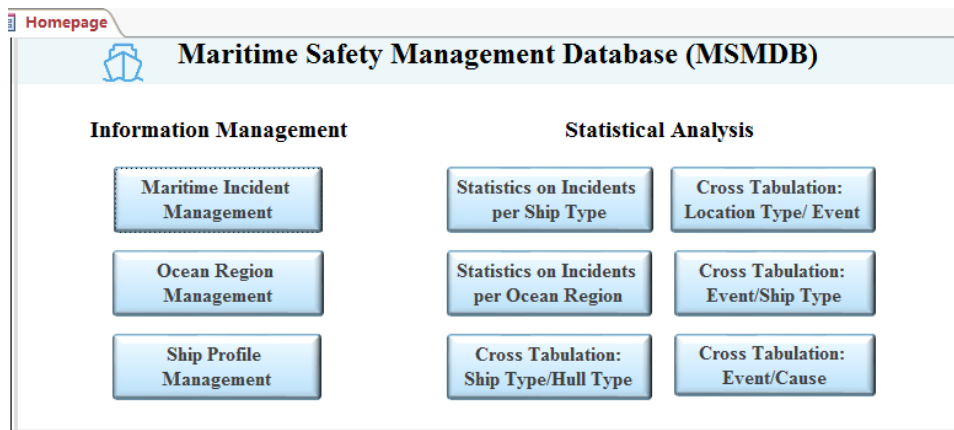 Homepage
Maritime Safety Management Database (MSMDB)
Information Management
Statistical Analysis
Maritime Incident
Management
Statistics on Incidents
per Ship Type
Cross Tabulation:
Location Type/ Event
Ocean Region
Management
Statistics on Incidents
per Ocean Region
Cross Tabulation:
Event/Ship Type
Ship Profile
Management
Cross Tabulation:
Ship Type/Hull Type
Cross Tabulation:
Event/Cause